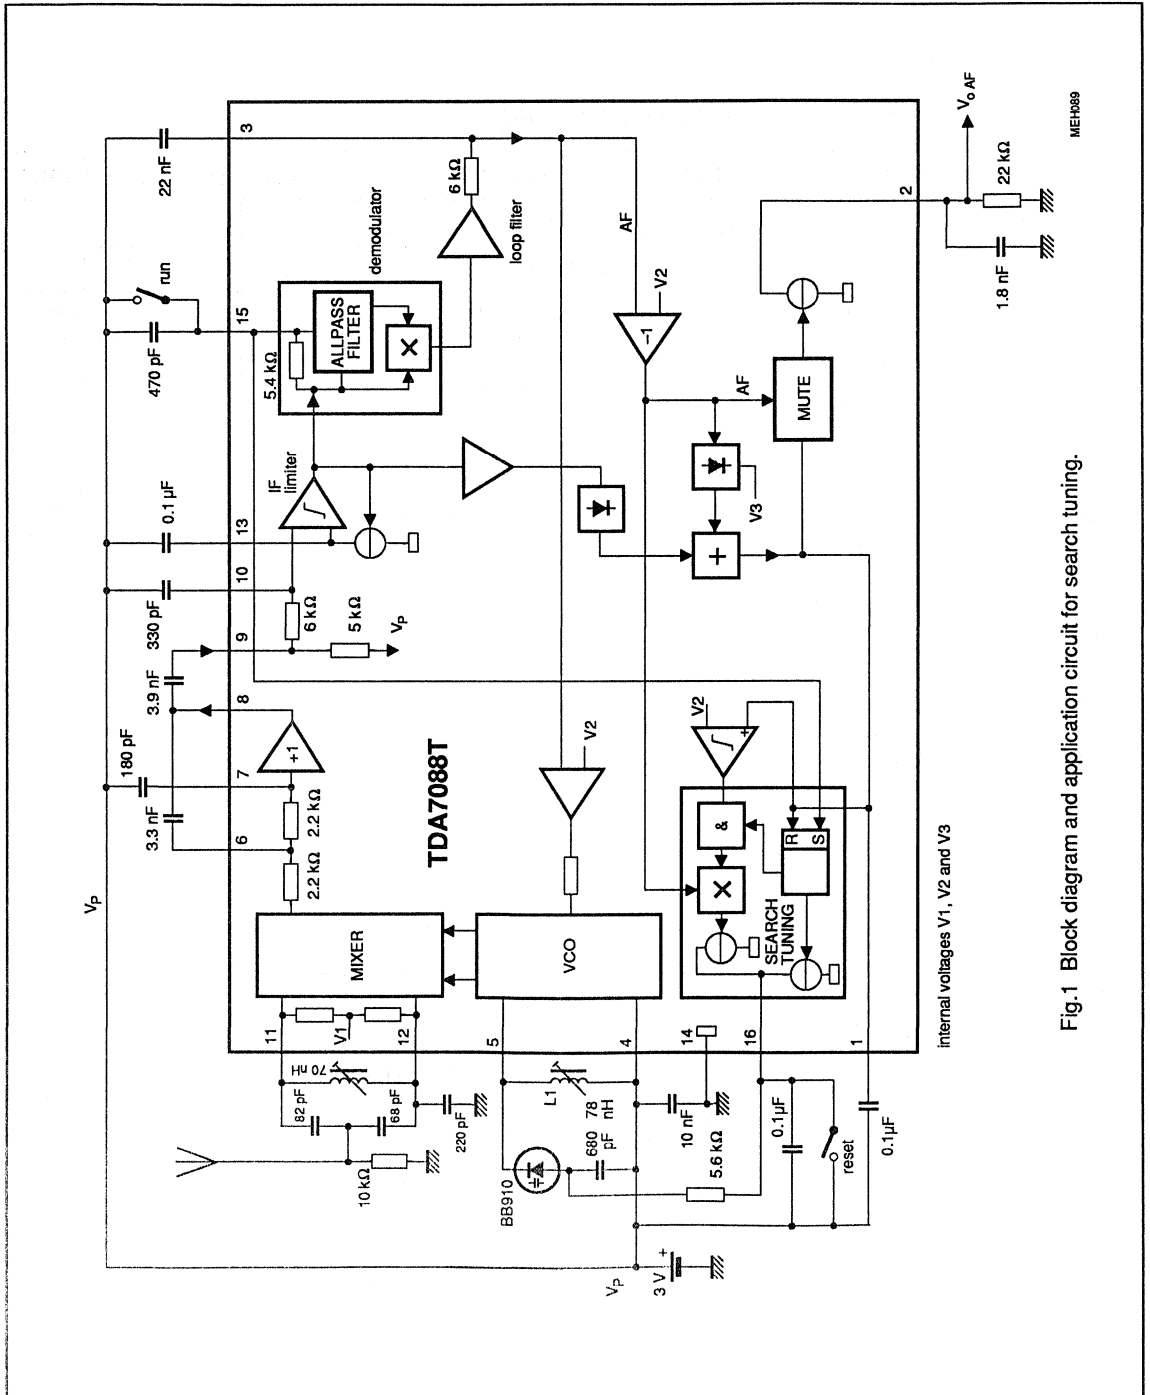 V_P
180 pF
3.3 nF
3.9 nF
330 pF
0.1 µF
470 pF
run
22 nF
6
7
8
9
10
13
15
3
2.2 kΩ
2.2 kΩ
+1
6 kΩ
5 kΩ
V_P
IF
limiter
5.4 kΩ
ALLPASS
FILTER
demodulator
6 kΩ
loop filter
10 kΩ
82 pF
68 pF
70 nH
220 pF
11
12
V1
MIXER
TDA7088T
BB910
680
pF
L1
78
nH
5
4
VCO
V2
AF
V2
–1
V_P
3 V
+
10 nF
5.6 kΩ
14
16
1
0.1µF
reset
0.1µF
SEARCH
TUNING
&
R
S
V2
+
+
V3
AF
MUTE
2
1.8 nF
22 kΩ
V_o AF
internal voltages V1, V2 and V3
MEH089
Fig.1 Block diagram and application circuit for search tuning.